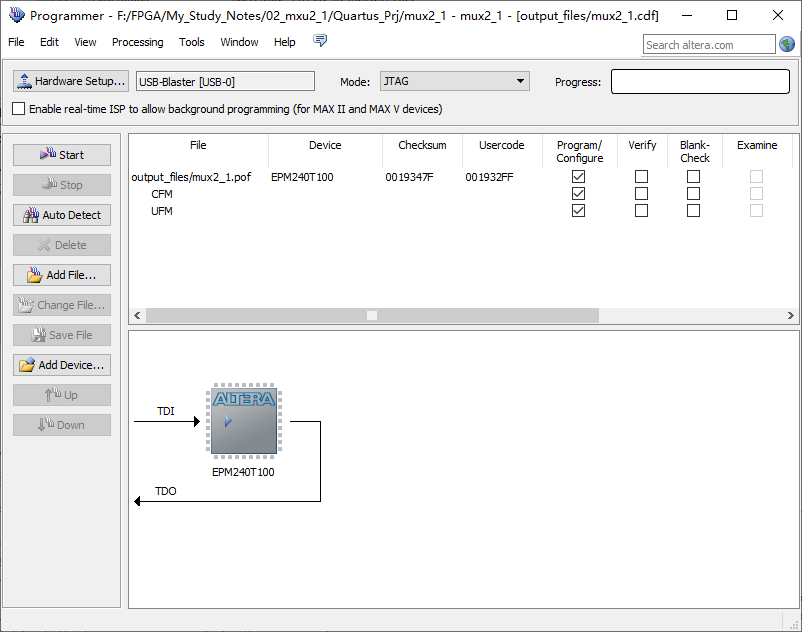 Programmer - F:/FPGA/My_Study_Notes/02_mxu2_1/Quartus_Prj/mux2_1 - mux2_1 - [output_files/mux2_1.cdf]
File Edit View Processing Tools Window Help
Search altera.com
Hardware Setup... USB-Blaster [USB-0] Mode: JTAG Progress:
Enable real-time ISP to allow background programming (for MAX II and MAX V devices)
Start
Stop
Auto Detect
Delete
Add File...
Change File...
Save File
Add Device...
Up
Down
File Device Checksum Usercode Program/ Verify Blank- Examine
Configure Check
output_files/mux2_1.pof EPM240T100 0019347F 001932FF
CFM
UFM
ALTERA
TDI
EPM240T100
TDO